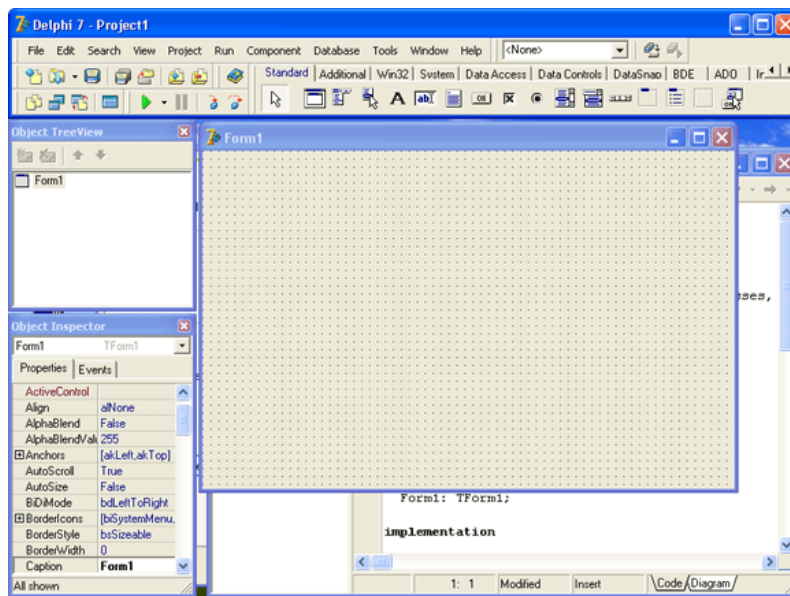 Delphi 7 - Project1
File Edit Search View Project Run Component Database Tools Window Help <None>
Standard Additional Win32 System Data Access Data Controls DataSnap BDE ADO
A ab OK
Object TreeView
Form1
Form1
Object Inspector
Form1 TForm1
Properties Events
ActiveControl
Align alNone
AlphaBlend False
AlphaBlendVal 255
Anchors [akLeft,akTop]
AutoScroll True
AutoSize False
BiDiMode bdLeftToRight
BorderIcons [biSystemMenu,
BorderStyle bsSizeable
BorderWidth 0
Caption Form1
All shown
sses,
Form1: TForm1;
implementation
1: 1 Modified Insert Code Diagram